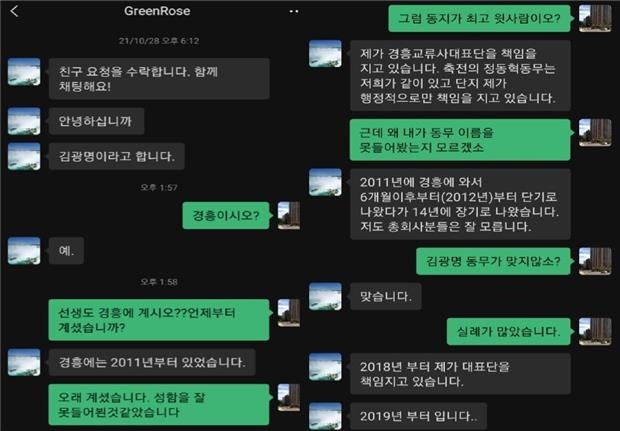 GreenRose
21/10/28 오후 6:12
친구 요청을 수락합니다. 함께
채팅해요!
안녕하십니까
김광명이라고 합니다.
오후 1:57
경흥이시오?
예.
오후 1:58
선생도 경흥에 계시오??언제부터
계셨습니까?
경흥에는 2011년부터 있었습니다.
오래 계셨습니다. 성함을 잘
못들어뵌것같았습니다
그럼 동지가 최고 윗사람이오?
제가 경흥교류사대표단을 책임을
지고 있습니다. 축전의 정동혁동무는
저희가 같이 있고 단지 제가
행정적으로만 책임을 지고 있습니다.
근데 왜 내가 동무 이름을
못들어봤는지 모르겠소
2011년에 경흥에 와서
6개월이후부터(2012년)부터 단기로
나왔다가 14년에 장기로 나왔습니다.
저도 총회사분들은 잘 모릅니다.
김광명 동무가 맞지않소?
맞습니다.
실례가 많았습니다.
2018년 부터 제가 대표단을
책임지고 있습니다.
2019년 부터 입니다..